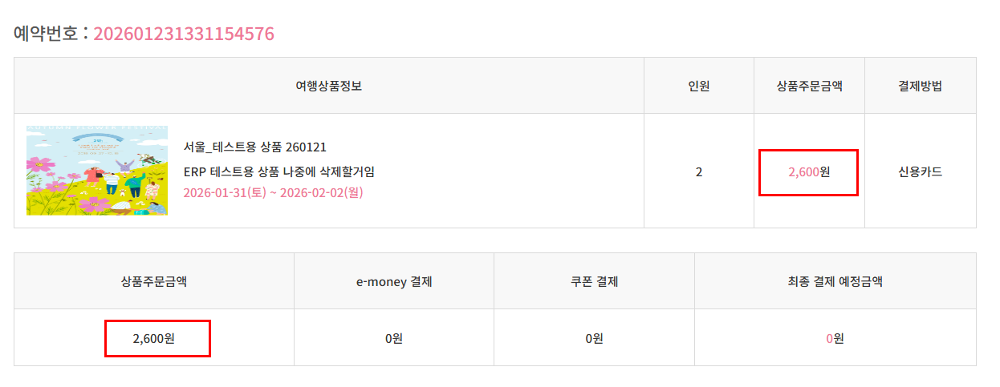 예약번호 : 202601231331154576
여행상품정보 인원 상품주문금액 결제방법
AUTUMN FLOWER FESTIVAL
서울_테스트용 상품 260121
ERP 테스트용 상품 나중에 삭제할거임
2026-01-31(토) ~ 2026-02-02(월)
2
2,600원
신용카드
상품주문금액 e-money 결제 쿠폰 결제 최종 결제 예정금액
2,600원 0원 0원 0원